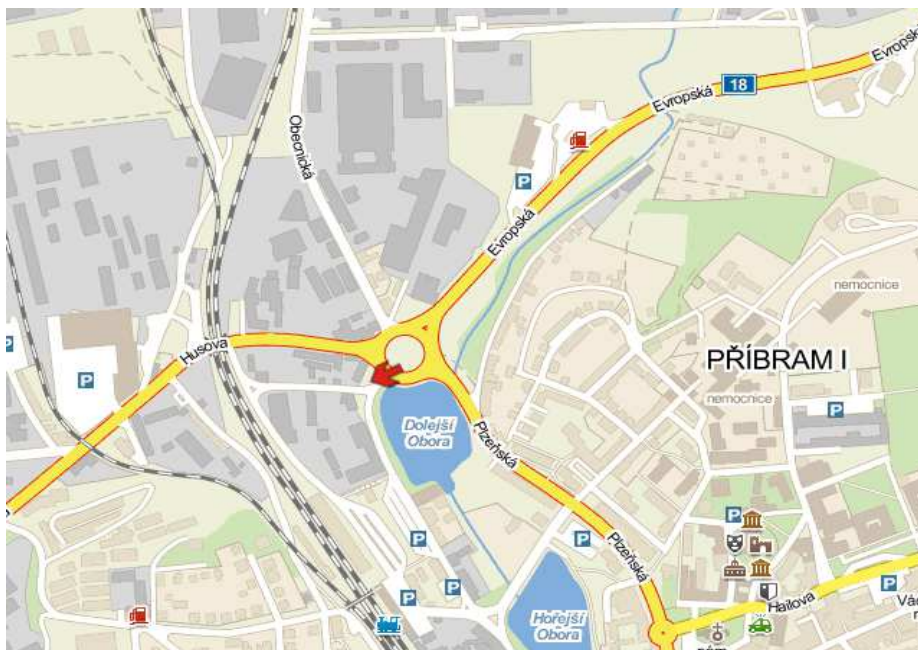 Evropská
18
Evropská
Obecnická
P
Evropská
nemocnice
Husova
P
PŘÍBRAM I
P
nemocnice
P
Dolejší
Obora
Plzeňská
P
P
Plzeňská
P
P
P
Hailova
Hořejší
Obora